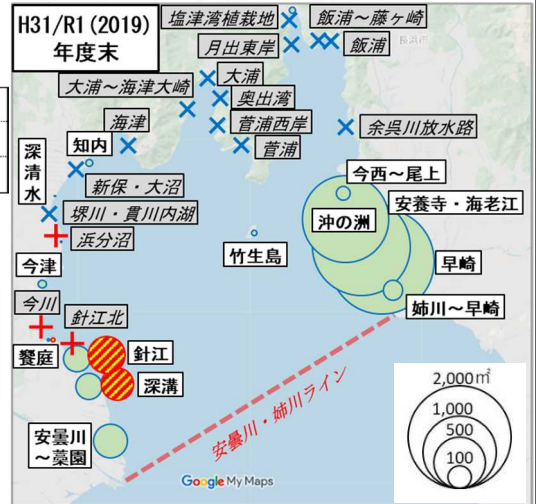 H31/R1(2019)
年度末
塩津湾植栽地
飯浦～藤ヶ崎
月出東岸
飯浦
大浦
大浦～海津大崎
奥出湾
海津
菅浦西岸
余呉川放水路
菅浦
知内
深清水
新保・大沼
今西～尾上
安養寺・海老江
堺川・貫川内湖
沖の洲
浜分沼
竹生島
早崎
今津
姉川～早崎
今川
針江北
饗庭
針江
深溝
安曇川・姉川ライン
安曇川
～藁園
2,000㎡
1,000
500
100
Google My Maps